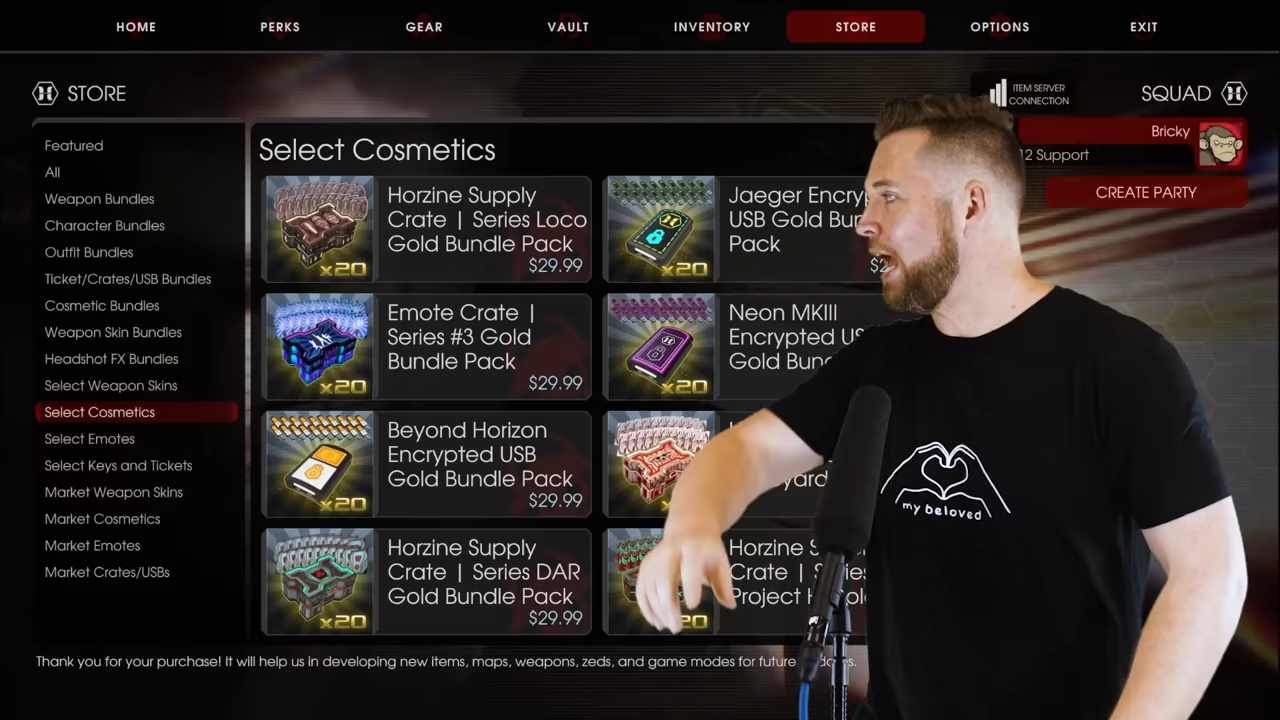 HOME PERKS GEAR VAULT INVENTORY STORE OPTIONS EXIT
STORE
ITEM SERVER
CONNECTION
SQUAD
Bricky
12 Support
CREATE PARTY
Featured
All
Weapon Bundles
Character Bundles
Outfit Bundles
Ticket/Crates/USB Bundles
Cosmetic Bundles
Weapon Skin Bundles
Headshot FX Bundles
Select Weapon Skins
Select Cosmetics
Select Emotes
Select Keys and Tickets
Market Weapon Skins
Market Cosmetics
Market Emotes
Market Crates/USBs
Select Cosmetics
x20
Horzine Supply
Crate | Series Loco
Gold Bundle Pack
$29.99
x20
Jaeger
USB Gold
Pack
x20
Emote Crate |
Series #3 Gold
Bundle Pack
$29.99
x20
Neon MKIII
Encrypted
Gold
x20
Beyond Horizon
Encrypted USB
Gold Bundle Pack
$29.99
x20
Horzine Supply
Crate | Series DAR
Gold Bundle Pack
$29.99
Horzine
Crate |
Project
my beloved
Thank you for your purchase! It will help us in developing new items, maps, weapons, zeds, and game modes for future